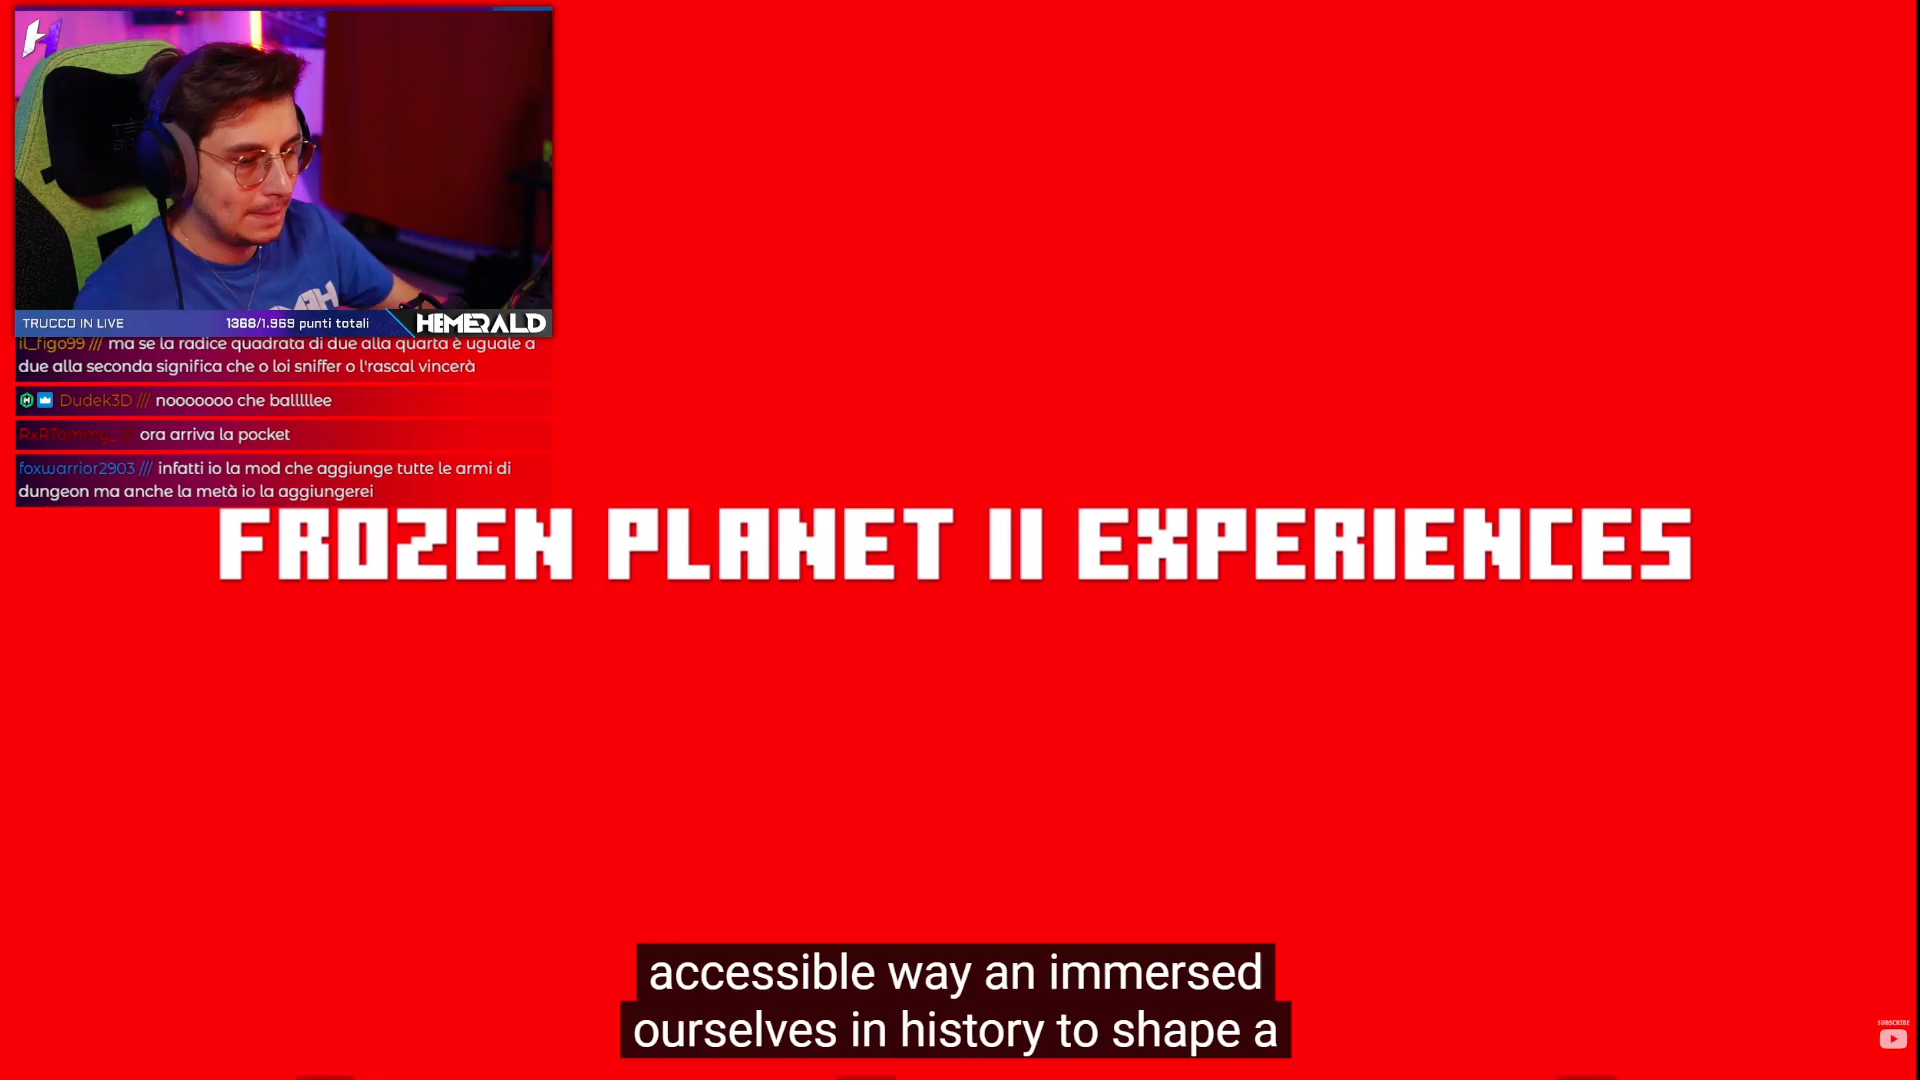 TRUCCO IN LIVE
1368/1.969 punti totali
HEMERALD
il_figo99 /// ma se la radice quadrata di due alla quarta è uguale a
due alla seconda significa che o loi sniffer o l'rascal vincerà
Dudek3D /// nooooooo che balllllee
ora arriva la pocket
foxwarrior2903 /// infatti io la mod che aggiunge tutte le armi di
dungeon ma anche la metà io la aggiungerei
FROZEN PLANET II EXPERIENCES
accessible way an immersed
ourselves in history to shape a
SUBSCRIBE